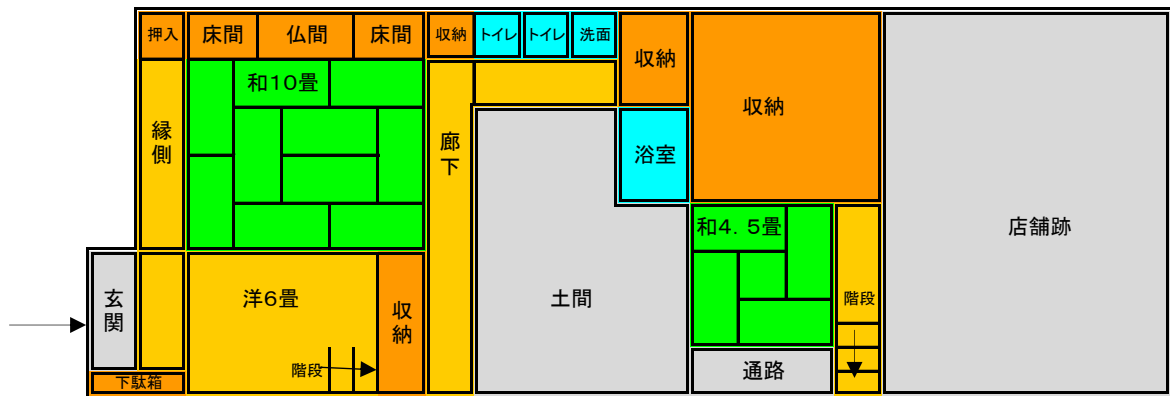 押入
床間
仏間
床間
収納
トイレ
トイレ
洗面
収納
収納
和10畳
縁側
廊下
浴室
和4．5畳
店舗跡
玄関
洋6畳
収納
土間
階段
階段
通路
下駄箱